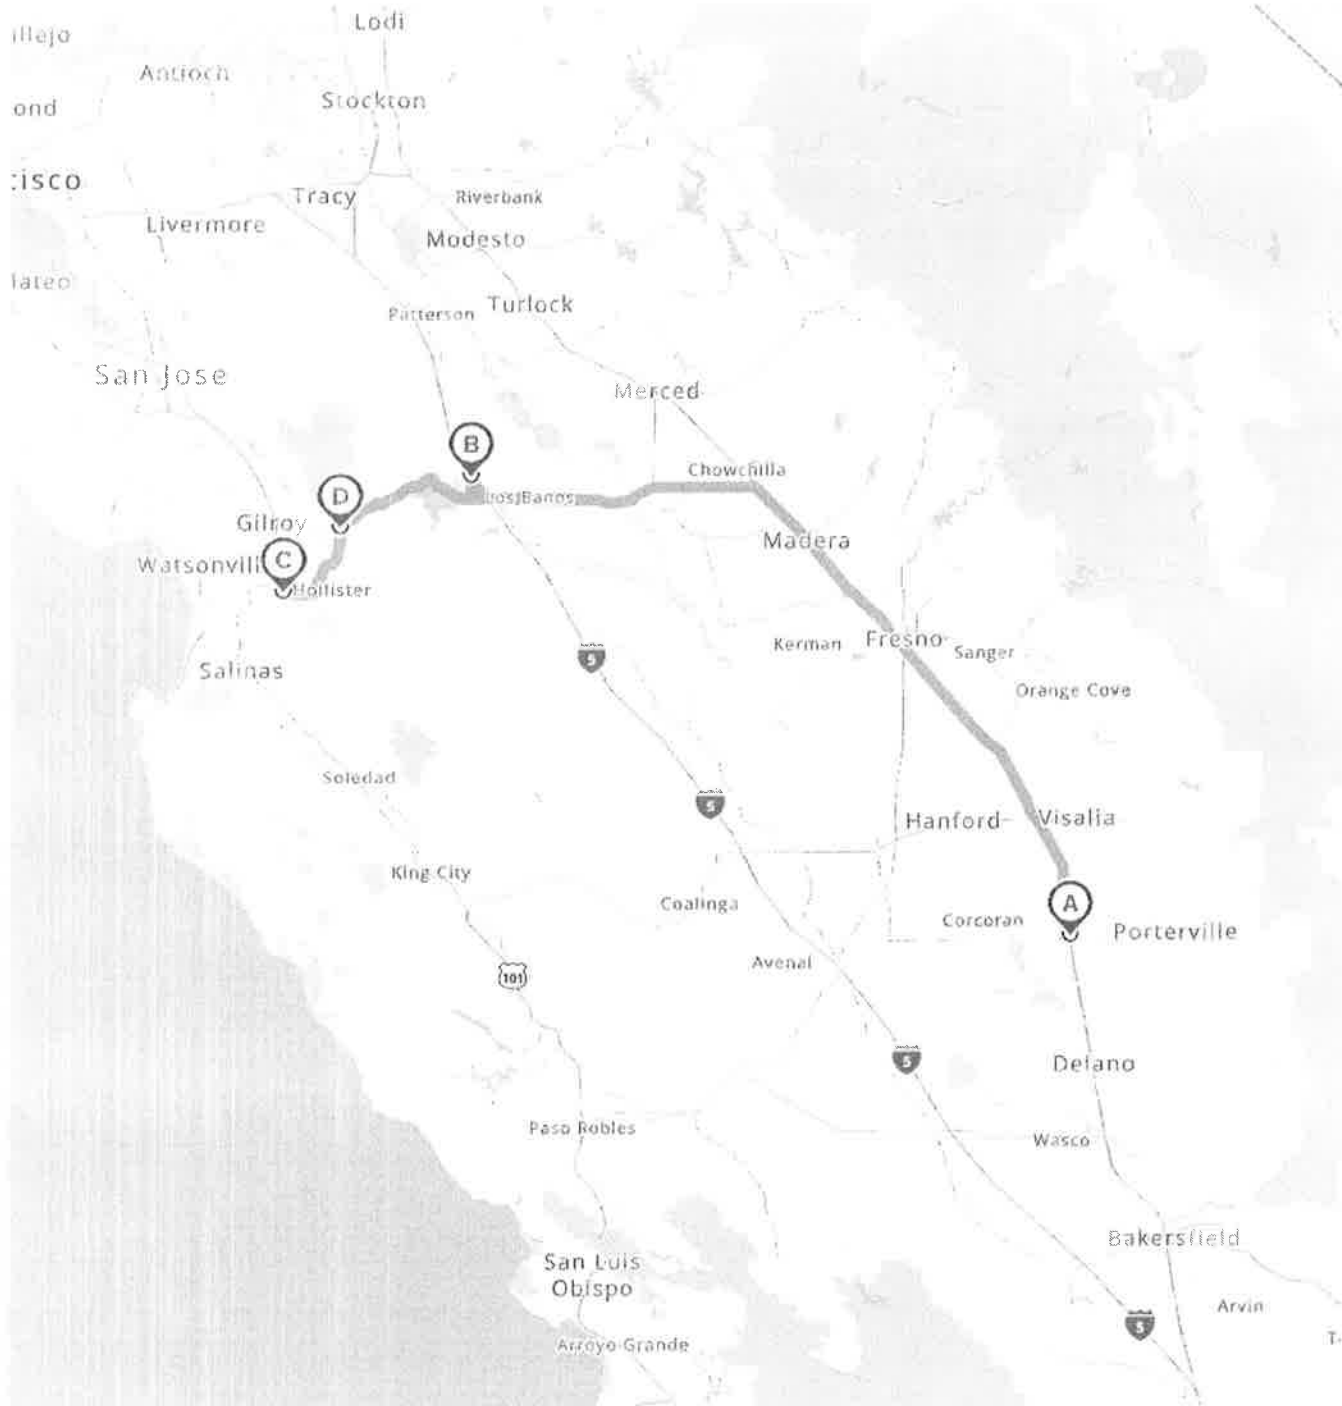 Lodi
illejo
Antioch
Stockton
ond
cisco
Tracy
Riverbank
Livermore
Modesto
Mateo
Turlock
Patterson
San Jose
Merced
B
Chowchilla
D
Los Banos
Gilroy
Madera
C
Watsonvill
Hollister
Fresno
Kerman
Sanger
5
Salinas
Orange Cove
Soledad
5
Hanford
Visalia
King City
A
Coalinga
Corcoran
Porterville
Avenal
101
5
Delano
Paso Robles
Wasco
Bakersfield
San Luis
Obispo
Arvin
5
T
Arroyo Grande